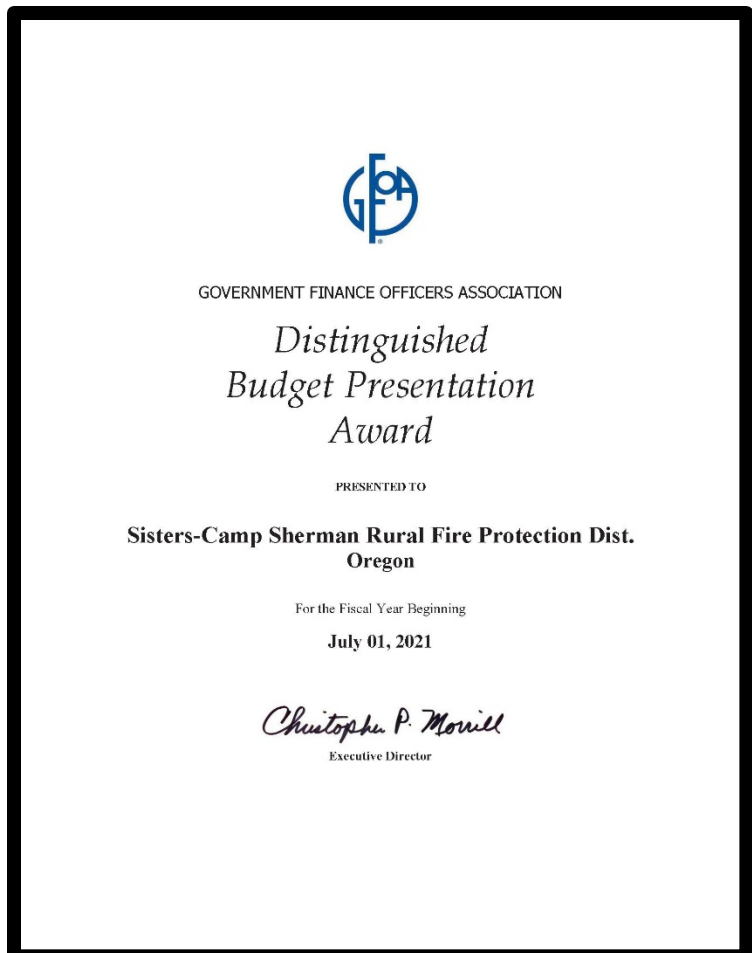 GFOA
GOVERNMENT FINANCE OFFICERS ASSOCIATION
Distinguished
Budget Presentation
Award
PRESENTED TO
Sisters-Camp Sherman Rural Fire Protection Dist.
Oregon
For the Fiscal Year Beginning
July 01, 2021
Christopher P. Morrill
Executive Director